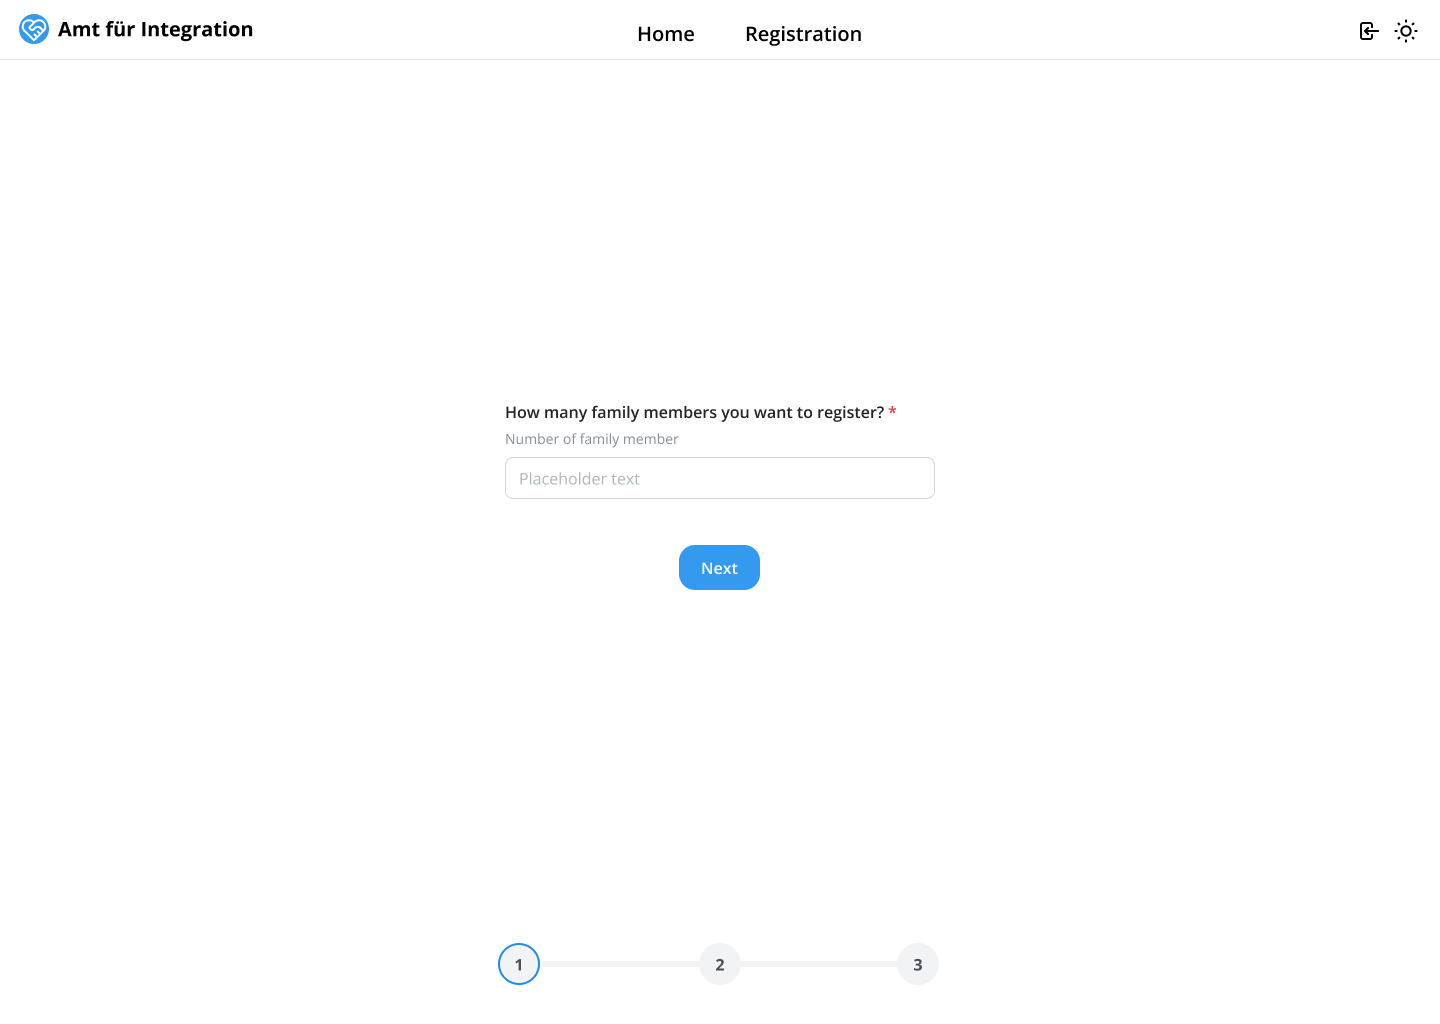 Amt für Integration
Home
Registration
How many family members you want to register? *
Number of family member
Placeholder text
Next
1
2
3